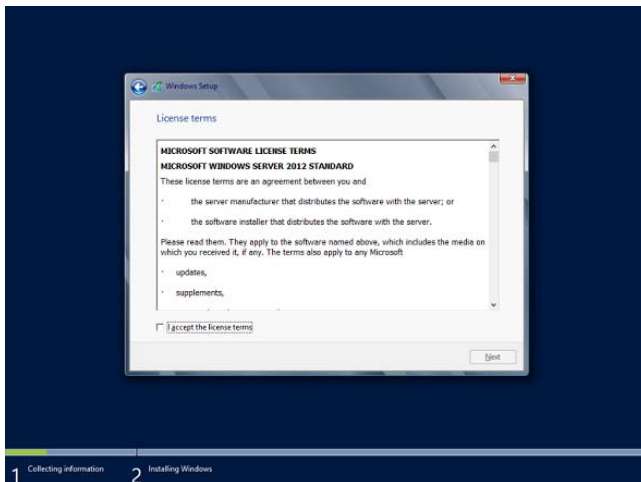 Windows Setup
License terms
MICROSOFT SOFTWARE LICENSE TERMS
MICROSOFT WINDOWS SERVER 2012 STANDARD
These license terms are an agreement between you and
· the server manufacturer that distributes the software with the server; or
· the software installer that distributes the software with the server.
Please read them. They apply to the software named above, which includes the media on
which you received it, if any. The terms also apply to any Microsoft
· updates,
· supplements,
I accept the license terms
Next
1 Collecting information 2 Installing Windows